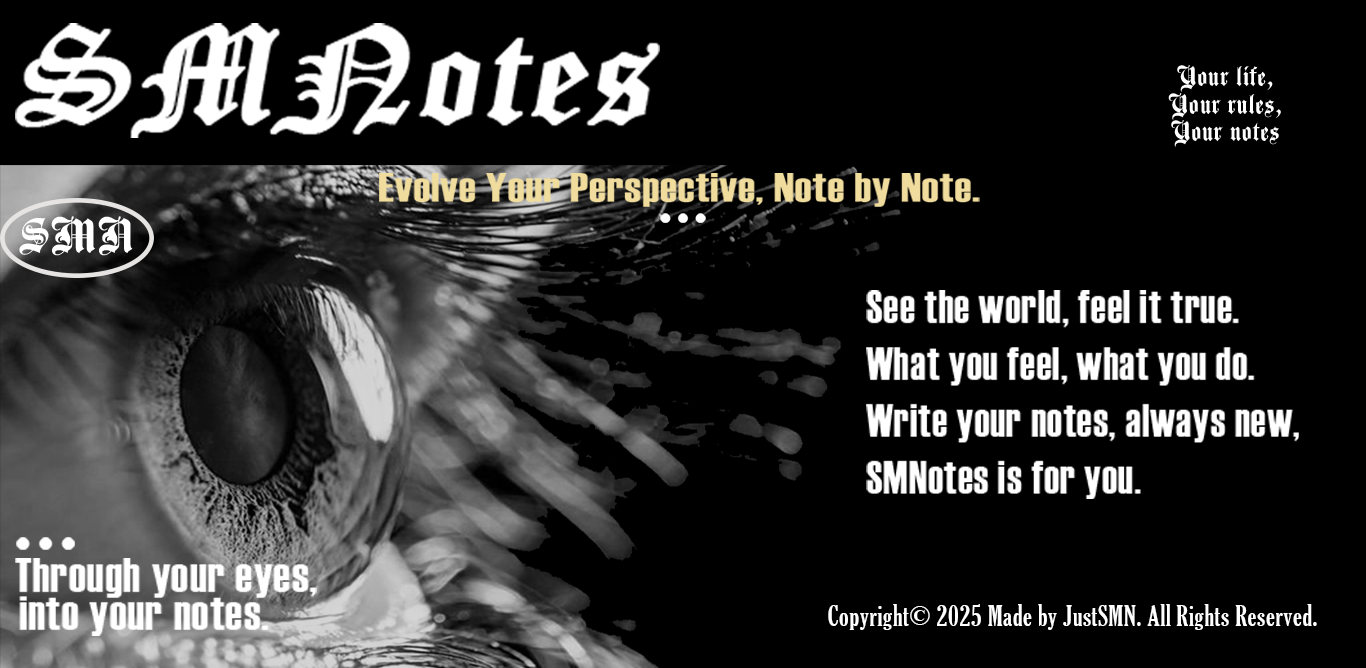 SMNotes
Your life,
Your rules,
Your notes
Evolve Your Perspective, Note by Note.
SMN
See the world, feel it true.
What you feel, what you do.
Write your notes, always new,
SMNotes is for you.
Through your eyes,
into your notes.
Copyright© 2025 Made by JustSMN. All Rights Reserved.